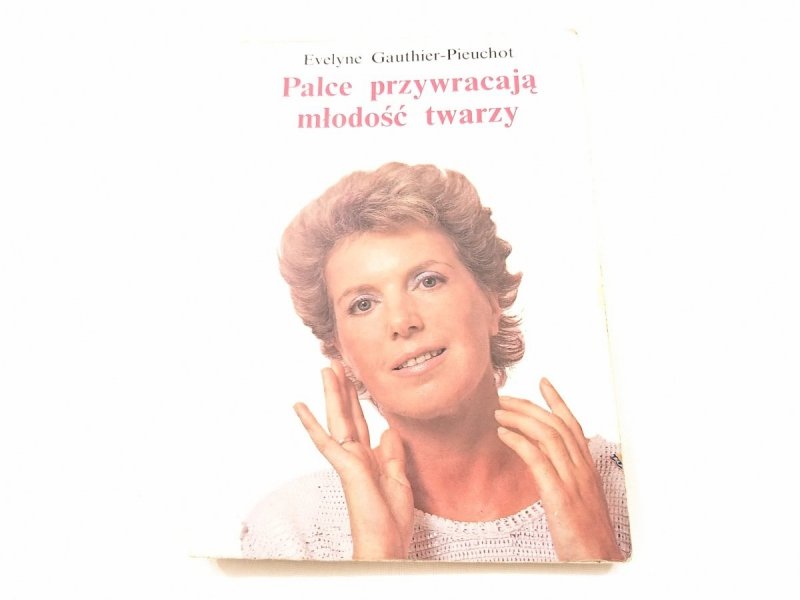 Evelyne Gauthier-Pieuchot
Palce przywracają
młodość twarzy